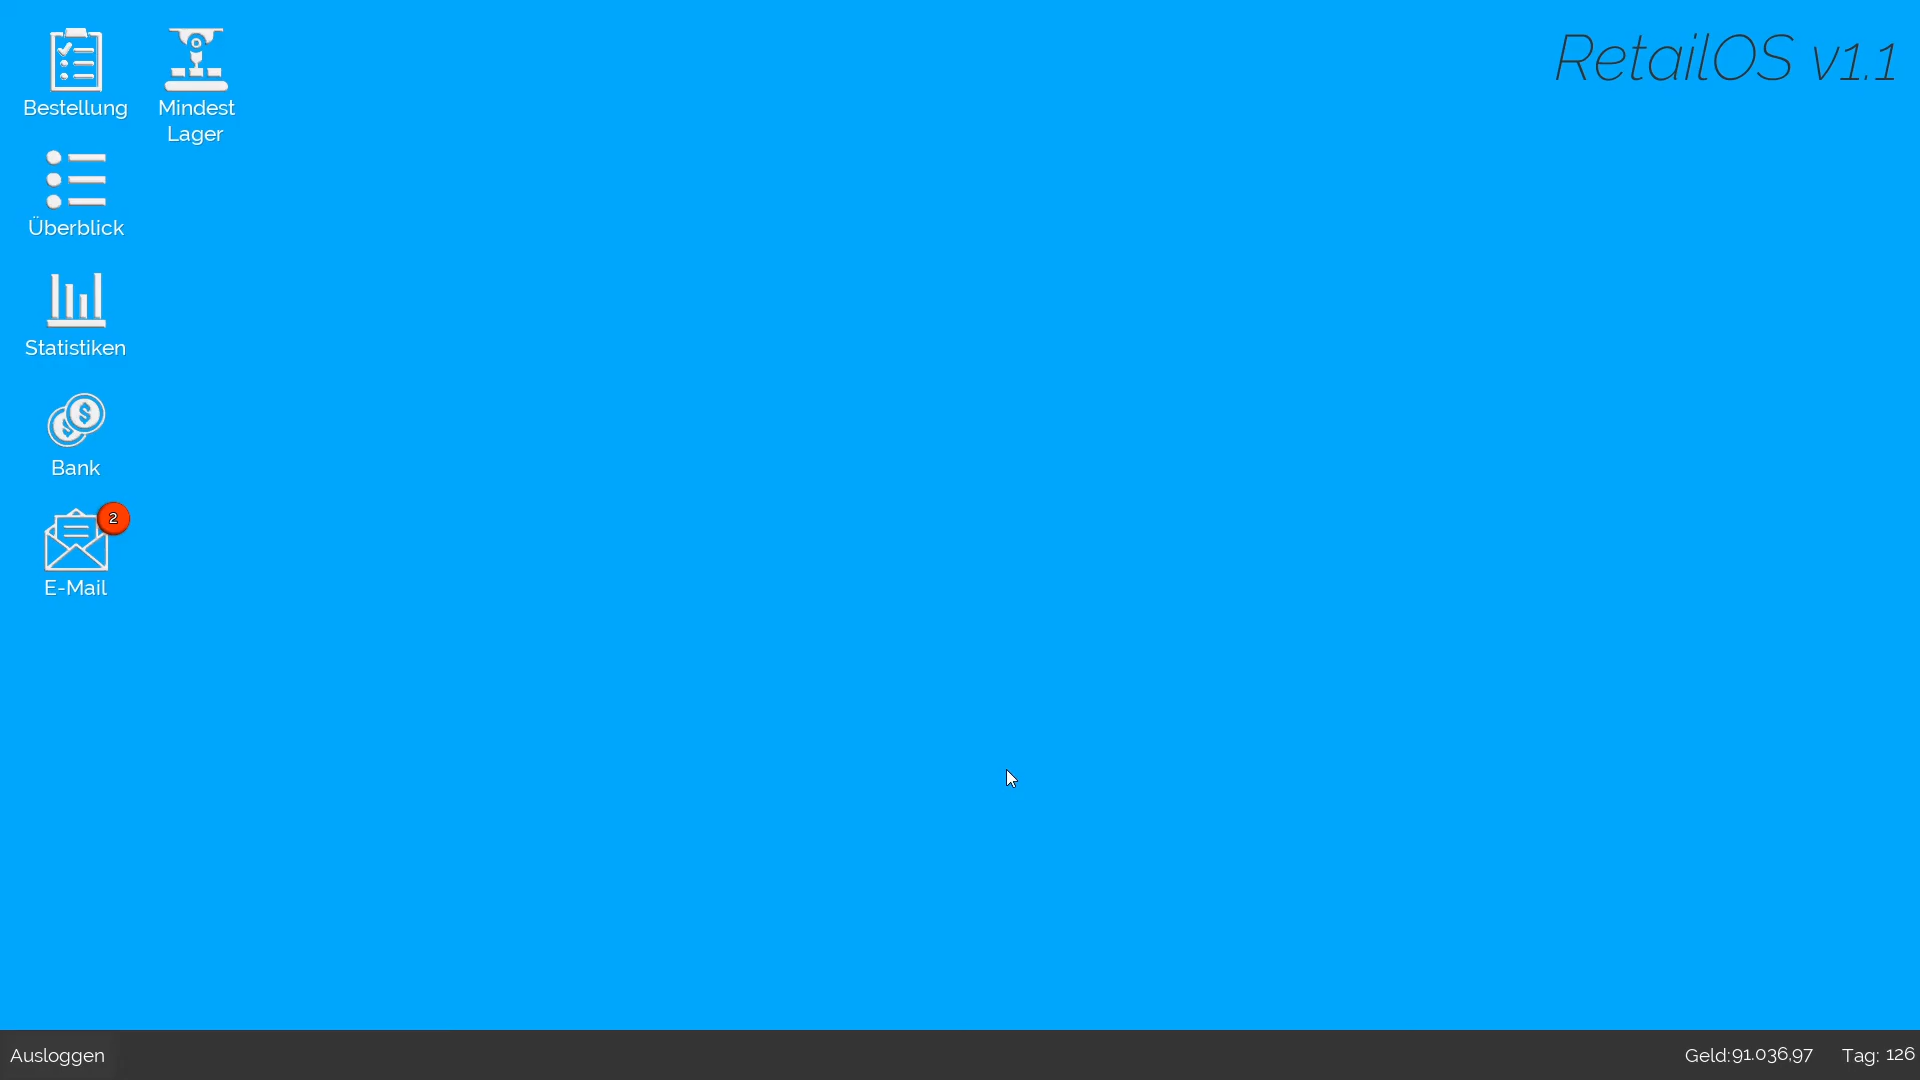 Bestellung
Mindest
Lager
RetailOS v1.1
Überblick
Statistiken
Bank
2
E-Mail
Ausloggen
Geld:91.036,97
Tag: 126